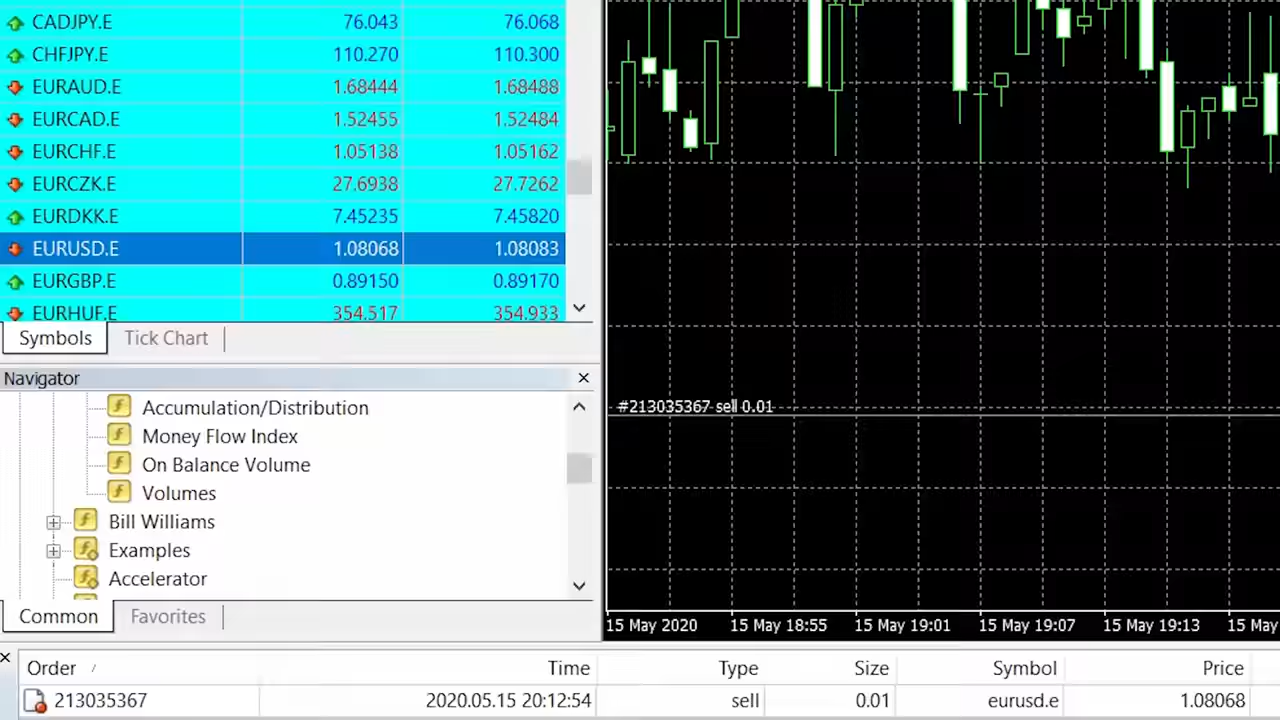 CADJPY.E 76.043 76.068
CHFJPY.E 110.270 110.300
EURAUD.E 1.68444 1.68488
EURCAD.E 1.52455 1.52484
EURCHF.E 1.05138 1.05162
EURCZK.E 27.6938 27.7262
EURDKK.E 7.45235 7.45820
EURUSD.E 1.08068 1.08083
EURGBP.E 0.89150 0.89170
EURHUF.E 354.517 354.933
Symbols Tick Chart
Navigator
Accumulation/Distribution
Money Flow Index
On Balance Volume
Volumes
Bill Williams
Examples
Accelerator
Common Favorites
#213035367 sell 0.01
15 May 2020 15 May 18:55 15 May 19:01 15 May 19:07 15 May 19:13 15 May
Order Time Type Size Symbol Price
213035367 2020.05.15 20:12:54 sell 0.01 eurusd.e 1.08068